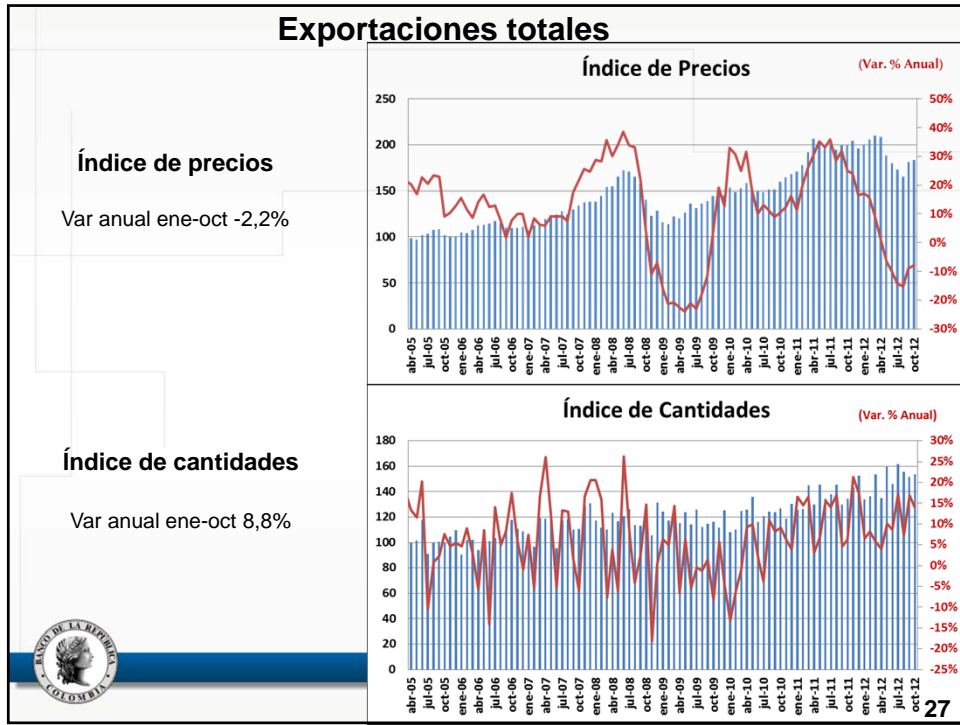 Exportaciones totales
Índice de precios
Var anual ene-oct -2,2%
Índice de Precios
(Var. % Anual)
250
200
150
100
50
0
50%
40%
30%
20%
10%
0%
-10%
-20%
-30%
abr-05
jul-05
oct-05
ene-06
abr-06
jul-06
oct-06
ene-07
abr-07
jul-07
oct-07
ene-08
abr-08
jul-08
oct-08
ene-09
abr-09
jul-09
oct-09
ene-10
abr-10
jul-10
oct-10
ene-11
abr-11
jul-11
oct-11
ene-12
abr-12
jul-12
oct-12
Índice de cantidades
Var anual ene-oct 8,8%
Índice de Cantidades
(Var. % Anual)
180
160
140
120
100
80
60
40
20
0
30%
25%
20%
15%
10%
5%
0%
-5%
-10%
-15%
-20%
-25%
abr-05
jul-05
oct-05
ene-06
abr-06
jul-06
oct-06
ene-07
abr-07
jul-07
oct-07
ene-08
abr-08
jul-08
oct-08
ene-09
abr-09
jul-09
oct-09
ene-10
abr-10
jul-10
oct-10
ene-11
abr-11
jul-11
oct-11
ene-12
abr-12
jul-12
oct-12
BANCO DE LA REPUBLICA
COLOMBIA
27